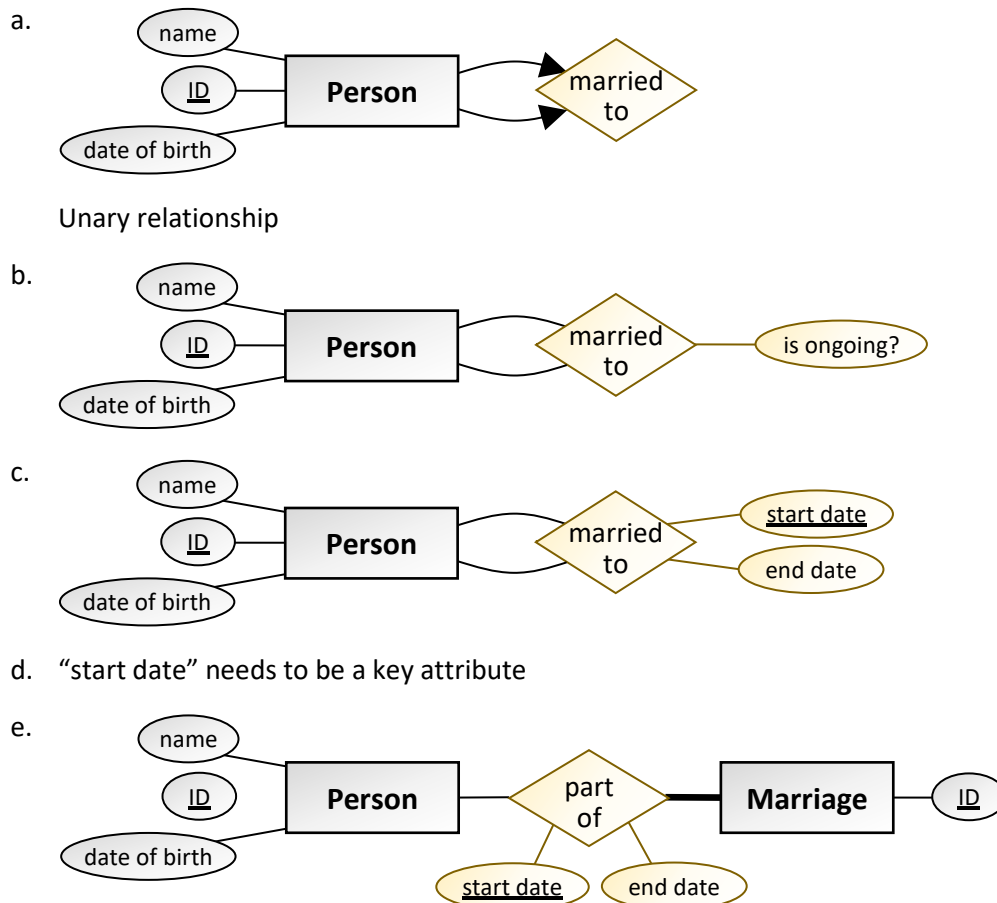 a.
name
ID
date of birth
Person
married
to
Unary relationship
b.
name
ID
date of birth
Person
married
to
is ongoing?
c.
name
ID
date of birth
Person
married
to
start date
end date
d. “start date” needs to be a key attribute
e.
name
ID
date of birth
Person
part
of
start date
end date
Marriage
ID